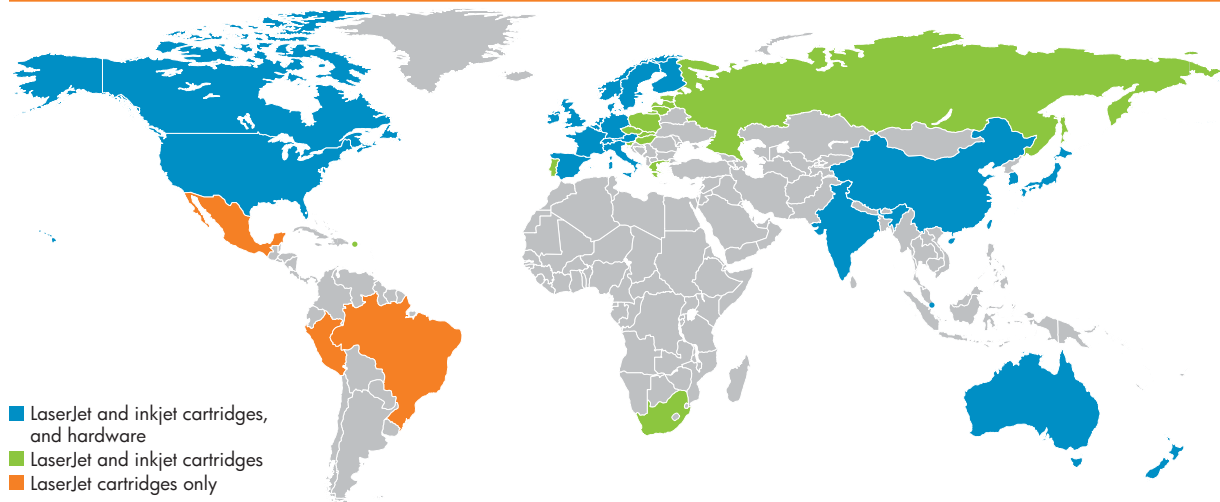 LaserJet and inkjet cartridges,
and hardware
LaserJet and inkjet cartridges
LaserJet cartridges only